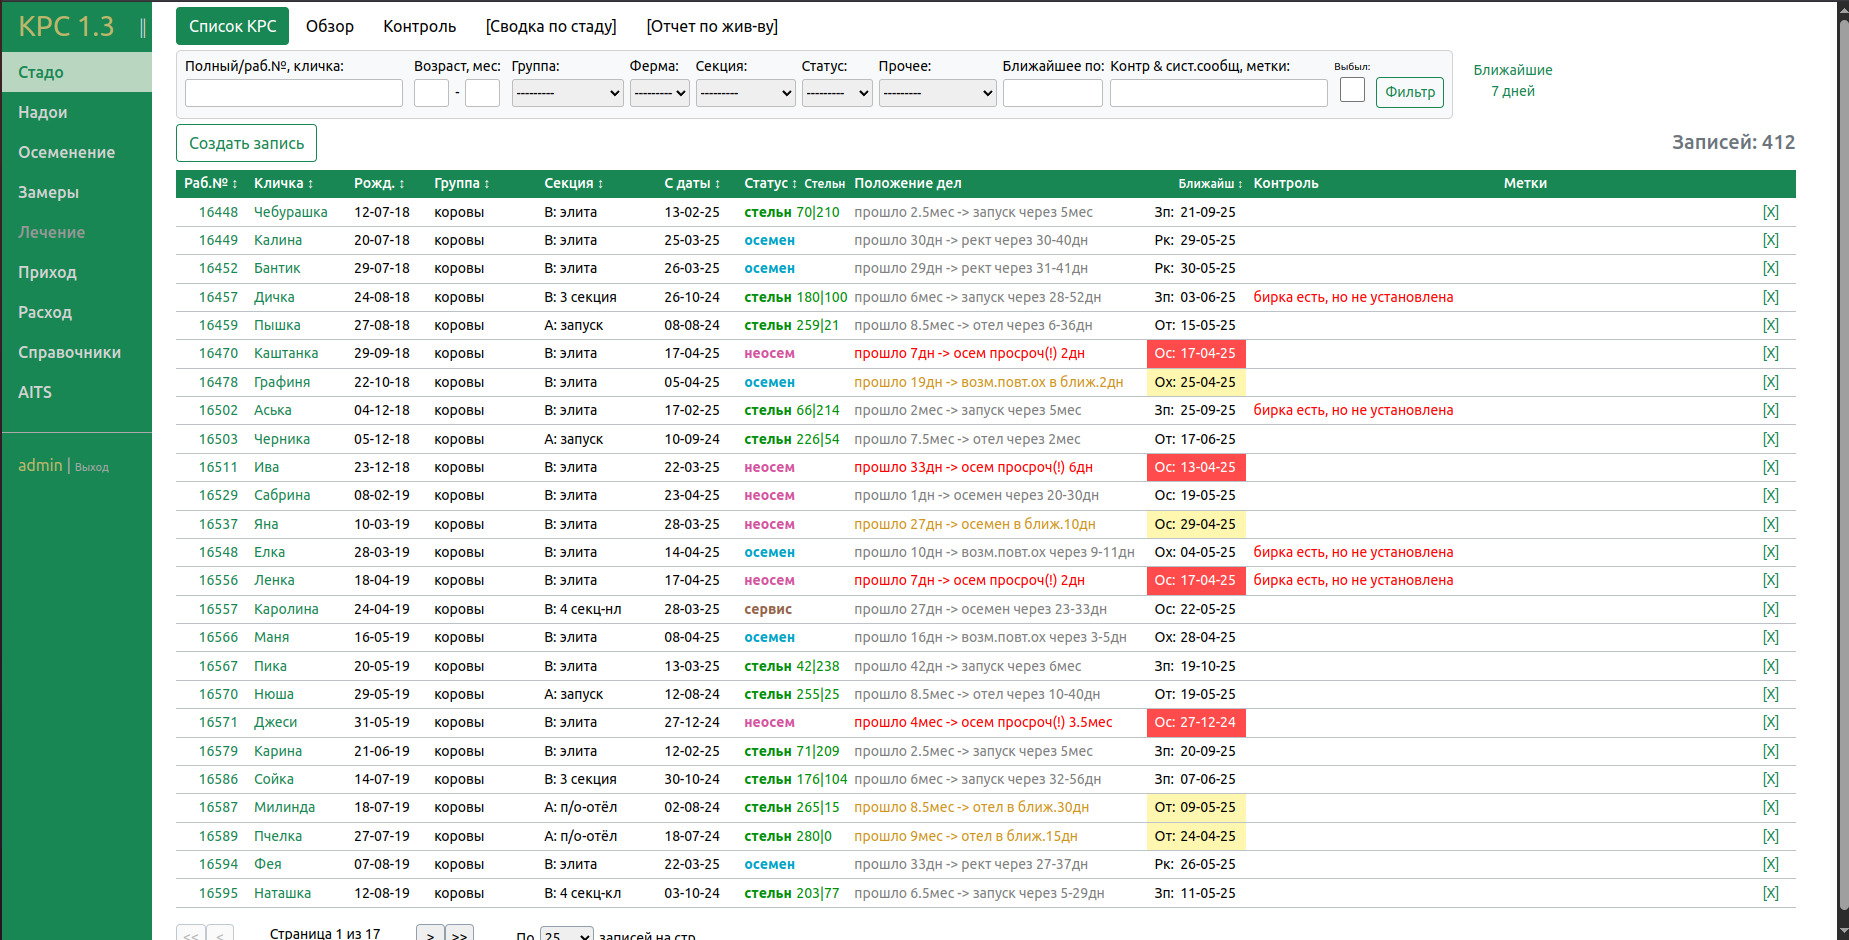 КРС 1.3 ||
Стадо
Надои
Осеменение
Замеры
Лечение
Приход
Расход
Справочники
AITS
admin | Выход
Список КРС Обзор Контроль [Сводка по стаду] [Отчет по жив-ву]
Полный/раб.№, кличка: Возраст, мес: Группа: Ферма: Секция: Статус: Прочее: Ближайшее по: Контр & сист.сообщ, метки: Выбыл:
- --------- --------- --------- --------- --------- Фильтр
Ближайшие
7 дней
Создать запись Записей: 412
Раб.№ ↕ Кличка ↕ Рожд. ↕ Группа ↕ Секция ↕ С даты ↕ Статус ↕ Стельн Положение дел Ближайш ↕ Контроль Метки
16448 Чебурашка 12-07-18 коровы В: элита 13-02-25 стельн 70|210 прошло 2.5мес -> запуск через 5мес Зп: 21-09-25 [X]
16449 Калина 20-07-18 коровы В: элита 25-03-25 осемен прошло 30дн -> рект через 30-40дн Рк: 29-05-25 [X]
16452 Бантик 29-07-18 коровы В: элита 26-03-25 осемен прошло 29дн -> рект через 31-41дн Рк: 30-05-25 [X]
16457 Дичка 24-08-18 коровы В: 3 секция 26-10-24 стельн 180|100 прошло 6мес -> запуск через 28-52дн Зп: 03-06-25 бирка есть, но не установлена [X]
16459 Пышка 27-08-18 коровы А: запуск 08-08-24 стельн 259|21 прошло 8.5мес -> отел через 6-36дн От: 15-05-25 [X]
16470 Каштанка 29-09-18 коровы В: элита 17-04-25 неосем прошло 7дн -> осем просроч(!) 2дн Ос: 17-04-25 [X]
16478 Графиня 22-10-18 коровы В: элита 05-04-25 осемен прошло 19дн -> возм.повт.ох в ближ.2дн Ох: 25-04-25 [X]
16502 Аська 04-12-18 коровы В: элита 17-02-25 стельн 66|214 прошло 2мес -> запуск через 5мес Зп: 25-09-25 бирка есть, но не установлена [X]
16503 Черника 05-12-18 коровы А: запуск 10-09-24 стельн 226|54 прошло 7.5мес -> отел через 2мес От: 17-06-25 [X]
16511 Ива 23-12-18 коровы В: элита 22-03-25 неосем прошло 33дн -> осем просроч(!) 6дн Ос: 13-04-25 [X]
16529 Сабрина 08-02-19 коровы В: элита 23-04-25 неосем прошло 1дн -> осемен через 20-30дн Ос: 19-05-25 [X]
16537 Яна 10-03-19 коровы В: элита 28-03-25 неосем прошло 27дн -> осемен в ближ.10дн Ос: 29-04-25 [X]
16548 Елка 28-03-19 коровы В: элита 14-04-25 осемен прошло 10дн -> возм.повт.ох через 9-11дн Ох: 04-05-25 бирка есть, но не установлена [X]
16556 Ленка 18-04-19 коровы В: элита 17-04-25 неосем прошло 7дн -> осем просроч(!) 2дн Ос: 17-04-25 бирка есть, но не установлена [X]
16557 Каролина 24-04-19 коровы В: 4 секц-нл 28-03-25 сервис прошло 27дн -> осемен через 23-33дн Ос: 22-05-25 [X]
16566 Маня 16-05-19 коровы В: элита 08-04-25 осемен прошло 16дн -> возм.повт.ох через 3-5дн Ох: 28-04-25 [X]
16567 Пика 20-05-19 коровы В: элита 13-03-25 стельн 42|238 прошло 42дн -> запуск через 6мес Зп: 19-10-25 [X]
16570 Нюша 29-05-19 коровы А: запуск 12-08-24 стельн 255|25 прошло 8.5мес -> отел через 10-40дн От: 19-05-25 [X]
16571 Джеси 31-05-19 коровы В: элита 27-12-24 неосем прошло 4мес -> осем просроч(!) 3.5мес Ос: 27-12-24 [X]
16579 Карина 21-06-19 коровы В: элита 12-02-25 стельн 71|209 прошло 2.5мес -> запуск через 5мес Зп: 20-09-25 [X]
16586 Сойка 14-07-19 коровы В: 3 секция 30-10-24 стельн 176|104 прошло 6мес -> запуск через 32-56дн Зп: 07-06-25 [X]
16587 Милинда 18-07-19 коровы А: п/о-отёл 02-08-24 стельн 265|15 прошло 8.5мес -> отел в ближ.30дн От: 09-05-25 [X]
16589 Пчелка 27-07-19 коровы А: п/о-отёл 18-07-24 стельн 280|0 прошло 9мес -> отел в ближ.15дн От: 24-04-25 [X]
16594 Фея 07-08-19 коровы В: элита 22-03-25 осемен прошло 33дн -> рект через 27-37дн Рк: 26-05-25 [X]
16595 Наташка 12-08-19 коровы В: 4 секц-кл 03-10-24 стельн 203|77 прошло 6.5мес -> запуск через 5-29дн Зп: 11-05-25 [X]
<< < Страница 1 из 17 > >> По 25 записей на стр